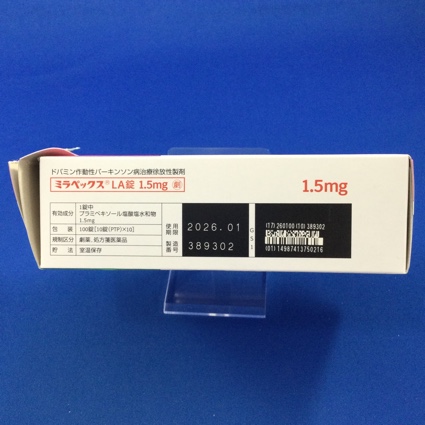 ドパミン作動性パーキンソン病治療徐放性製剤
ミラペックス® LA錠 1.5mg 劇
1.5mg
有効成分 1錠中 プラミペキソール塩酸塩水和物 1.5mg
包装 100錠[10錠(PTP)×10]
規制区分 劇薬、処方箋医薬品
貯法 室温保存
使用期限 2026.01
製造番号 389302
(17)260100(10)389302
(01)14987413750216